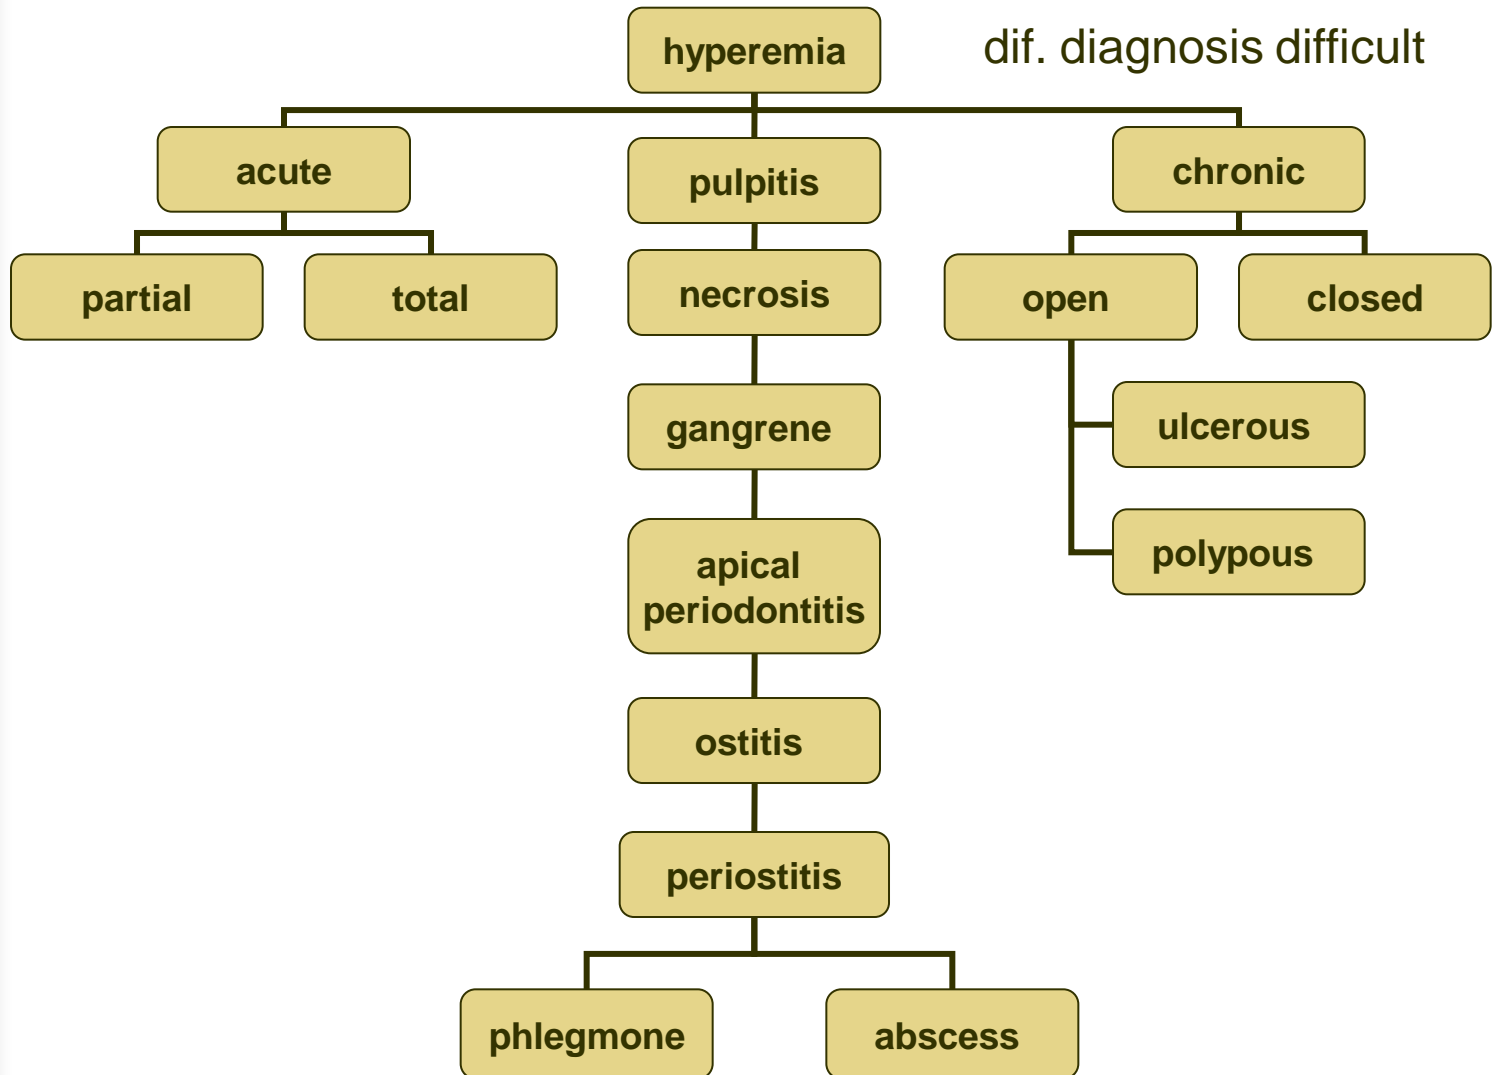 hyperemia
dif. diagnosis difficult
acute
pulpitis
chronic
partial
total
necrosis
open
closed
gangrene
ulcerous
apical
periodontitis
polypous
ostitis
periostitis
phlegmone
abscess